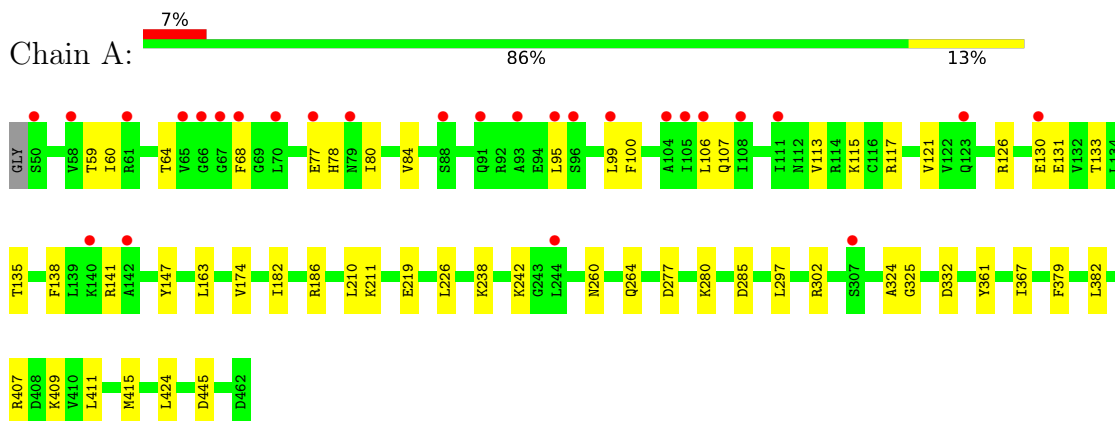 7%
Chain A:
86% 13%
GLY S50 V58 T59 I60 R61 T64 V65 G66 G67 F68 G69 L70 E77 H78 N79 I80 V84 S88 Q91 R92 A93 E94 L95 S96 L99 F100 A104 I105 L106 Q107 I108 I111 N112 V113 R114 K115 C116 R117 V121 V122 Q123 R126 E130 E131 V132 T133 L134
T135 F138 L139 K140 R141 A142 Y147 L163 V174 I182 R186 L210 K211 E219 L226 K238 K242 G243 L244 N260 Q264 D277 K280 D285 L297 R302 S307 A324 G325 D332 Y361 I367 F379 L382
R407 D408 K409 V410 L411 M415 L424 D445 D462